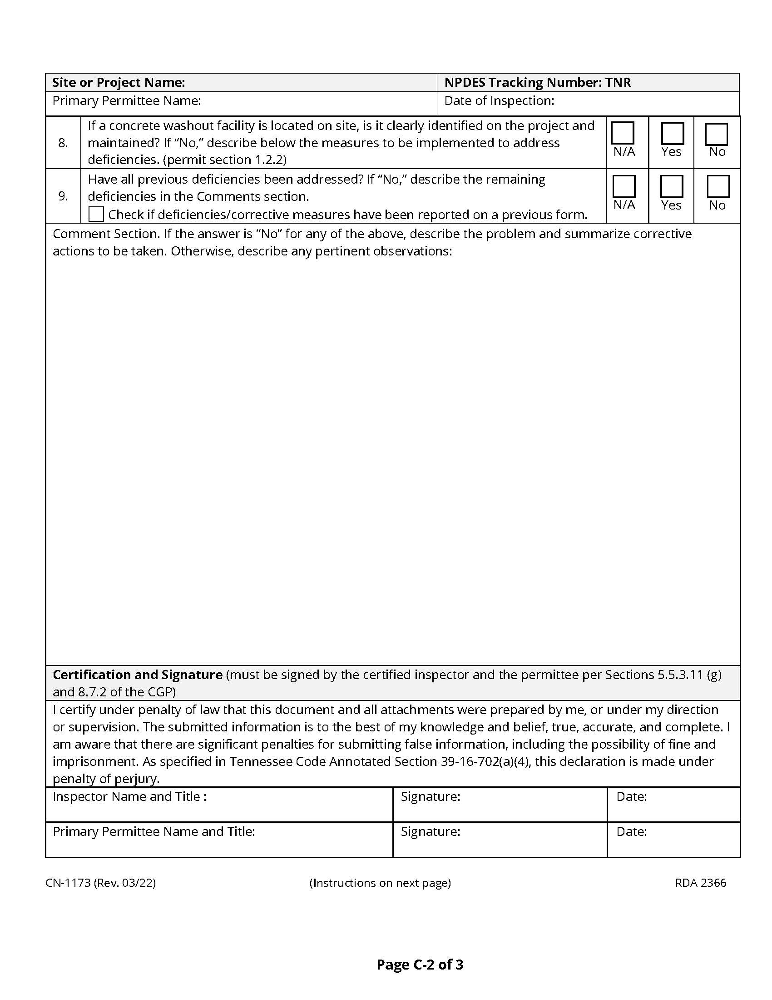 Site or Project Name:
NPDES Tracking Number: TNR
Primary Permittee Name:
Date of Inspection:
8.
If a concrete washout facility is located on site, is it clearly identified on the project and
maintained? If “No,” describe below the measures to be implemented to address
deficiencies. (permit section 1.2.2)
N/A
Yes
No
9.
Have all previous deficiencies been addressed? If “No,” describe the remaining
deficiencies in the Comments section.
Check if deficiencies/corrective measures have been reported on a previous form.
N/A
Yes
No
Comment Section. If the answer is “No” for any of the above, describe the problem and summarize corrective
actions to be taken. Otherwise, describe any pertinent observations:
Certification and Signature (must be signed by the certified inspector and the permittee per Sections 5.5.3.11 (g)
and 8.7.2 of the CGP)
I certify under penalty of law that this document and all attachments were prepared by me, or under my direction
or supervision. The submitted information is to the best of my knowledge and belief, true, accurate, and complete. I
am aware that there are significant penalties for submitting false information, including the possibility of fine and
imprisonment. As specified in Tennessee Code Annotated Section 39-16-702(a)(4), this declaration is made under
penalty of perjury.
Inspector Name and Title :
Signature:
Date:
Primary Permittee Name and Title:
Signature:
Date:
CN-1173 (Rev. 03/22)
(Instructions on next page)
RDA 2366
Page C-2 of 3